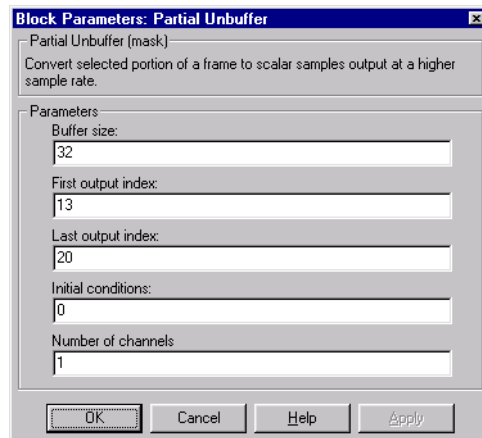 Block Parameters: Partial Unbuffer
Partial Unbuffer (mask)
Convert selected portion of a frame to scalar samples output at a higher
sample rate.
Parameters
Buffer size:
32
First output index:
13
Last output index:
20
Initial conditions:
0
Number of channels
1
OK Cancel Help Apply